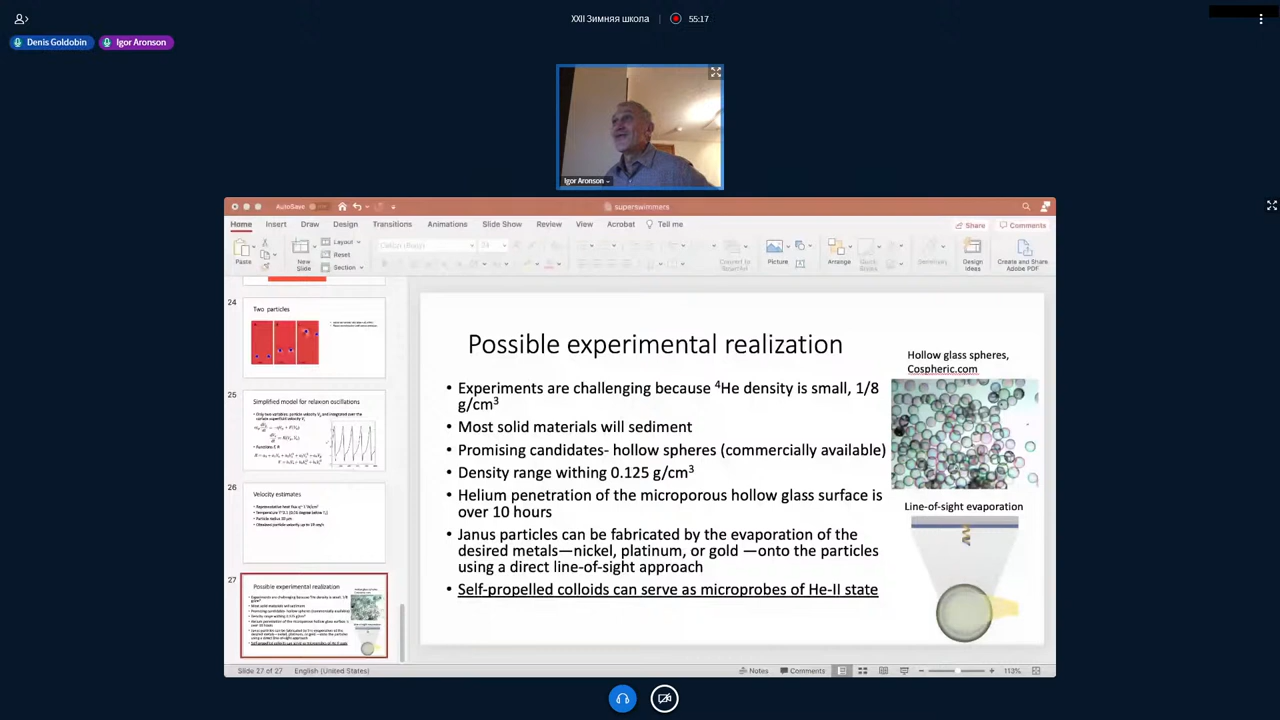 XXII Зимняя школа
55:17
Denis Goldobin
Igor Aronson
Igor Aronson
AutoSave
superswimmers
Home Insert Draw Design Transitions Animations Slide Show Review View Acrobat Tell me
Share
Comments
Paste
New
Slide
Layout
Reset
Section
Picture
Arrange
Design
Ideas
Create and Share
Adobe PDF
24
Two particles
25
Simplified model for relaxion oscillations
26
Velocity estimates
27
Possible experimental realization
Possible experimental realization
• Experiments are challenging because ⁴He density is small, 1/8
g/cm³
• Most solid materials will sediment
• Promising candidates- hollow spheres (commercially available)
• Density range withing 0.125 g/cm³
• Helium penetration of the microporous hollow glass surface is
over 10 hours
• Janus particles can be fabricated by the evaporation of the
desired metals—nickel, platinum, or gold —onto the particles
using a direct line-of-sight approach
• Self-propelled colloids can serve as microprobes of He-II state
Hollow glass spheres,
Cospheric.com
Line-of-sight evaporation
Slide 27 of 27
English (United States)
Notes
Comments
113%